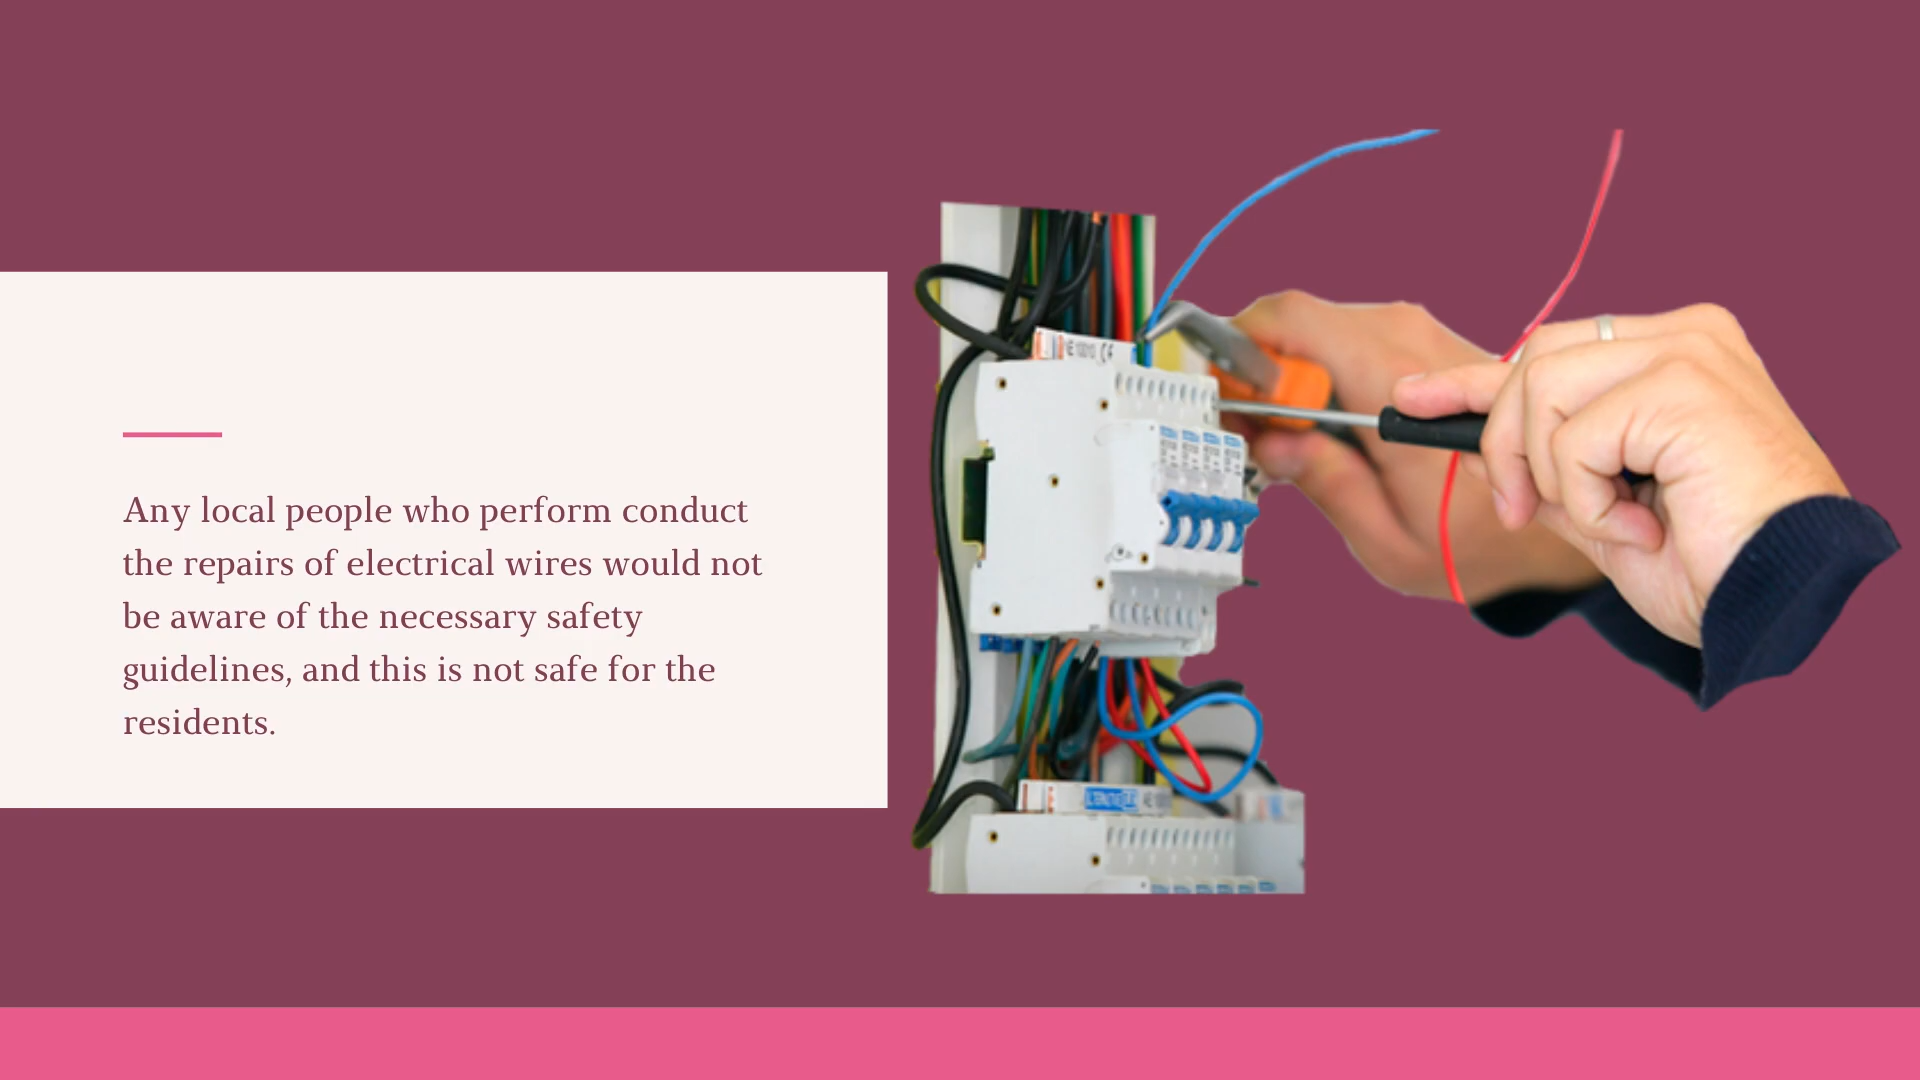 Any local people who perform conduct
the repairs of electrical wires would not
be aware of the necessary safety
guidelines, and this is not safe for the
residents.